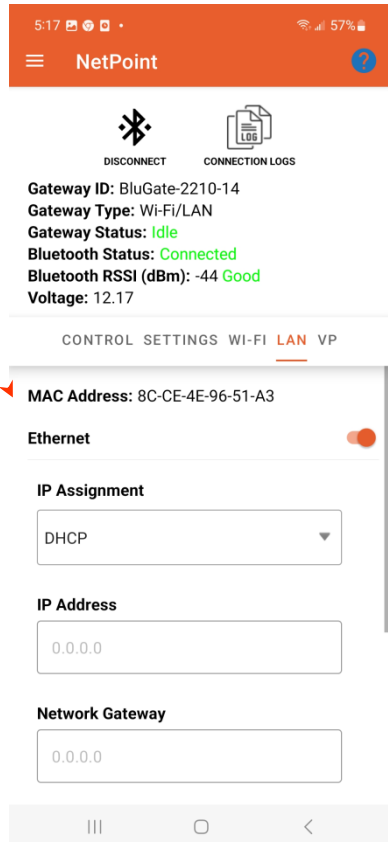 5:17 57%
NetPoint ?
LOG
DISCONNECT CONNECTION LOGS
Gateway ID: BluGate-2210-14
Gateway Type: Wi-Fi/LAN
Gateway Status: Idle
Bluetooth Status: Connected
Bluetooth RSSI (dBm): -44 Good
Voltage: 12.17
CONTROL SETTINGS WI-FI LAN VP
MAC Address: 8C-CE-4E-96-51-A3
Ethernet
IP Assignment
DHCP
IP Address
0.0.0.0
Network Gateway
0.0.0.0